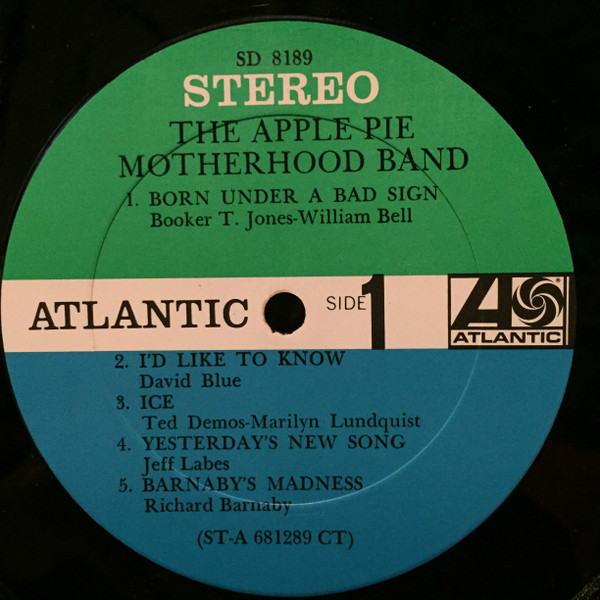 SD 8189
STEREO
THE APPLE PIE
MOTHERHOOD BAND
1. BORN UNDER A BAD SIGN
Booker T. Jones-William Bell
ATLANTIC
SIDE 1
ATLANTIC
2. I'D LIKE TO KNOW
David Blue
3. ICE
Ted Demos-Marilyn Lundquist
4. YESTERDAY'S NEW SONG
Jeff Labes
5. BARNABY'S MADNESS
Richard Barnaby
(ST-A 681289 CT)